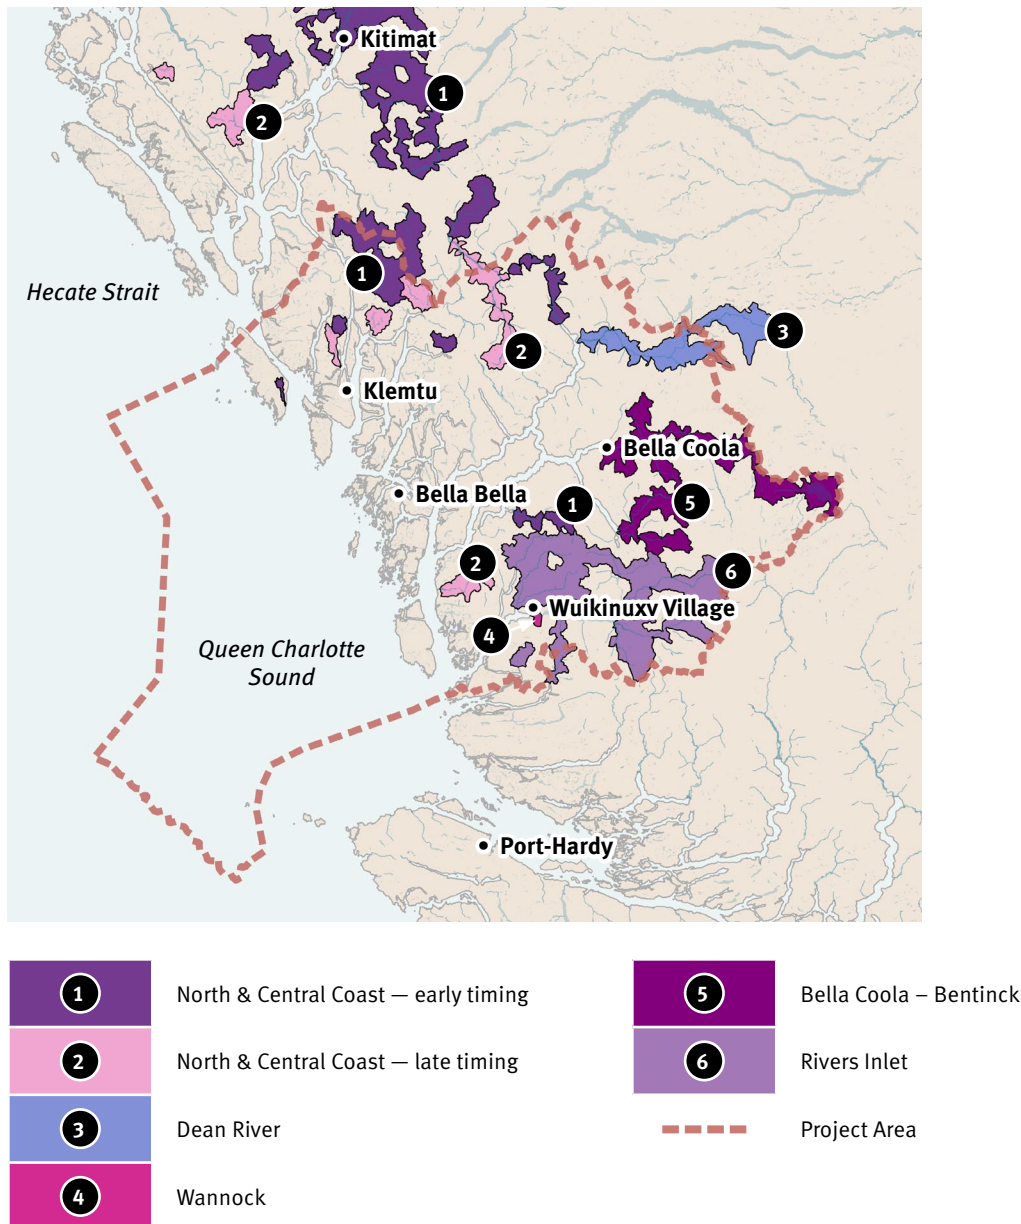 Kitimat
1
2
Hecate Strait
1
3
2
Klemtu
Bella Coola
Bella Bella
1
5
2
6
Wuikinuxv Village
4
Queen Charlotte
Sound
Port-Hardy
1 North & Central Coast — early timing
2 North & Central Coast — late timing
3 Dean River
4 Wannock
5 Bella Coola – Bentinck
6 Rivers Inlet
Project Area